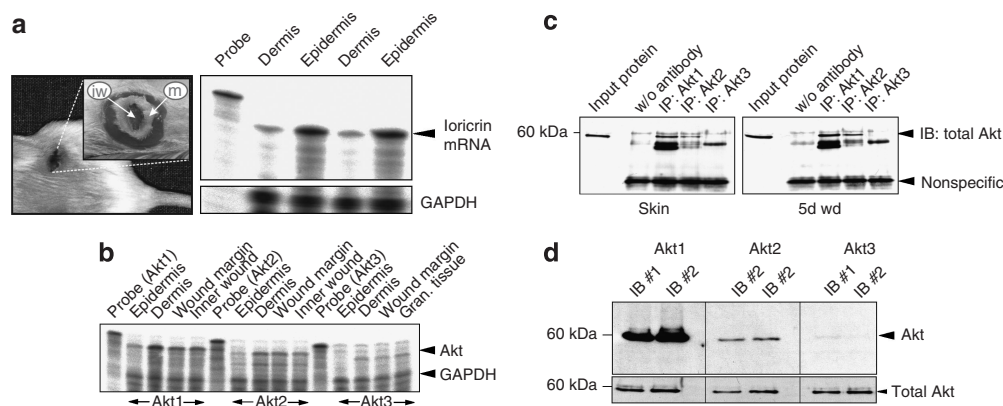 a
Probe
Dermis
Epidermis
Dermis
Epidermis
iw
m
loricrin
mRNA
GAPDH
b
Probe (Akt1)
Epidermis
Dermis
Wound margin
Inner wound
Probe (Akt2)
Epidermis
Dermis
Wound margin
Inner wound
Probe (Akt3)
Epidermis
Dermis
Wound margin
Gran. tissue
Akt
GAPDH
Akt1
Akt2
Akt3
c
Input protein
w/o antibody
IP: Akt1
IP: Akt2
IP: Akt3
Input protein
w/o antibody
IP: Akt1
IP: Akt2
IP: Akt3
60 kDa
IB: total Akt
Nonspecific
Skin
5d wd
d
Akt1
Akt2
Akt3
IB #1
IB #2
IB #2
IB #2
IB #1
IB #2
60 kDa
Akt
60 kDa
Total Akt